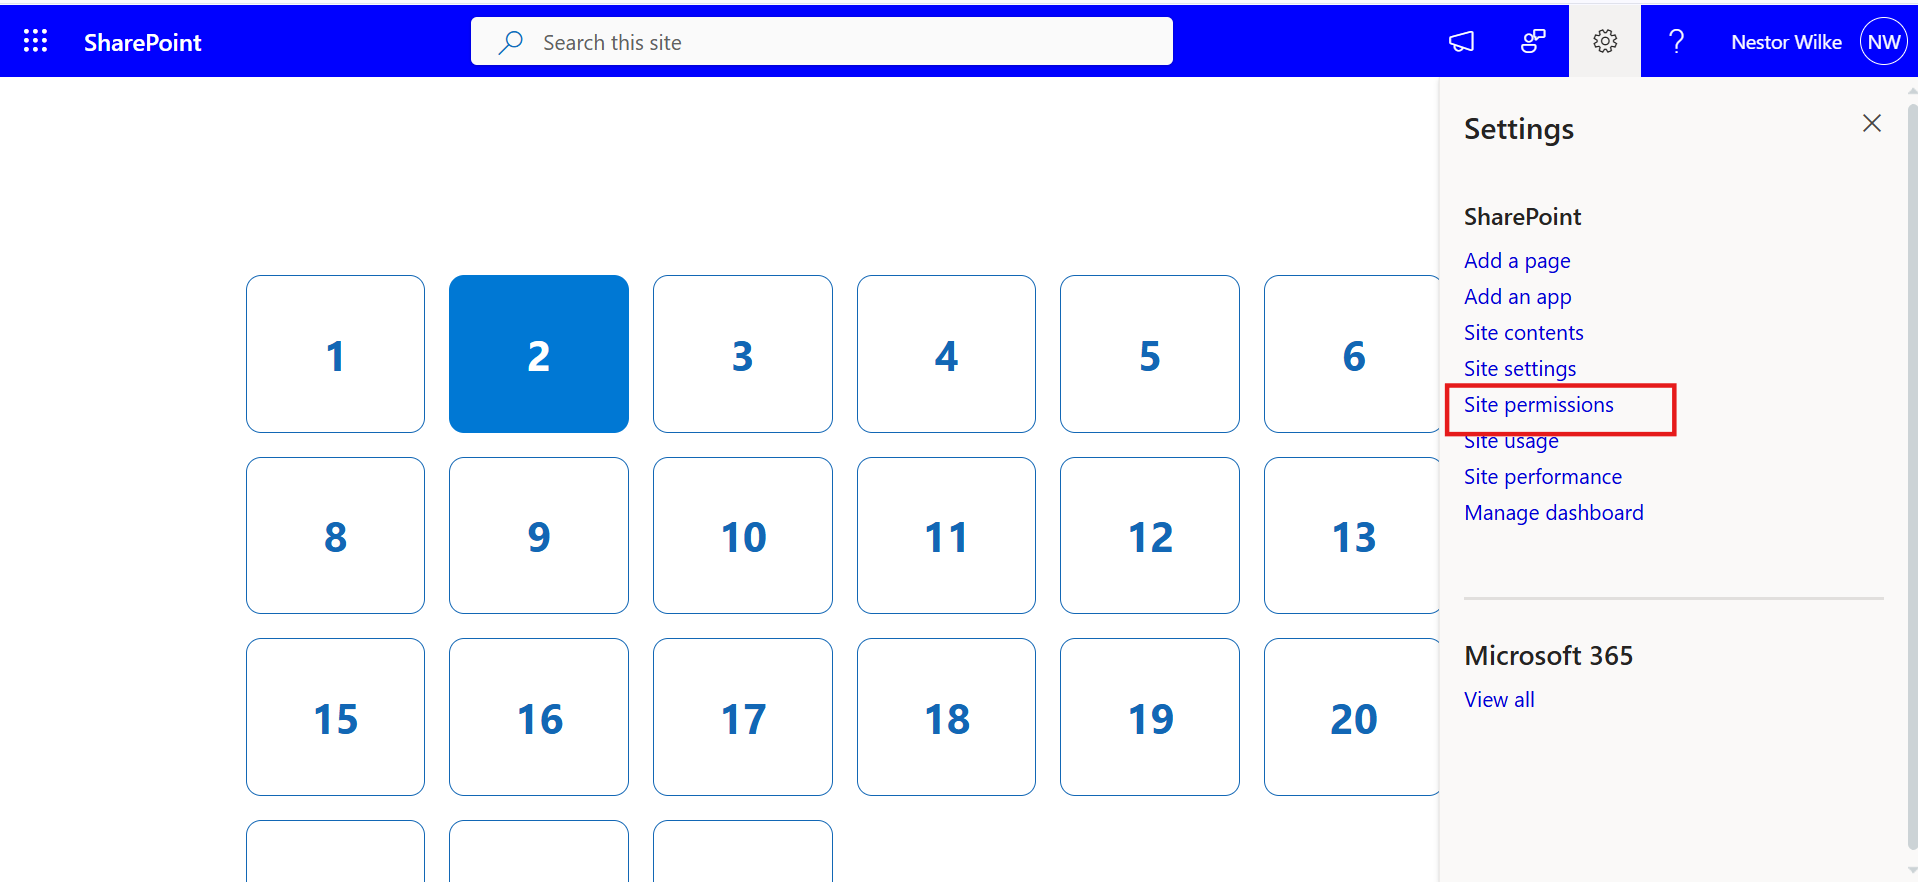 SharePoint
Search this site
Nestor Wilke
NW
Settings
SharePoint
Add a page
Add an app
Site contents
Site settings
Site permissions
Site usage
Site performance
Manage dashboard
Microsoft 365
View all
1 2 3 4 5 6
8 9 10 11 12 13
15 16 17 18 19 20